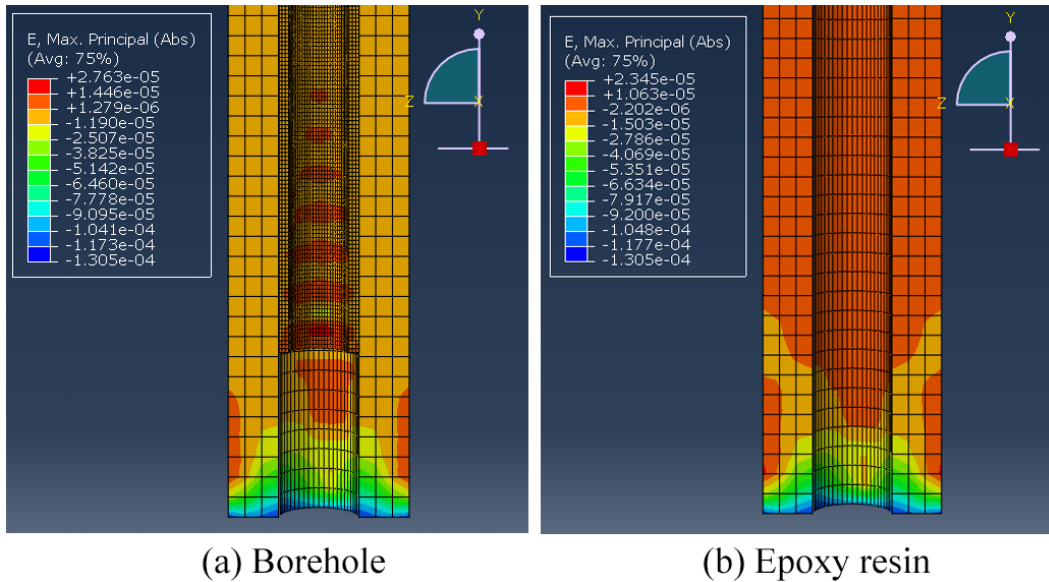 E, Max. Principal (Abs)
(Avg: 75%)
+2.763e-05
+1.446e-05
+1.279e-06
-1.190e-05
-2.507e-05
-3.825e-05
-5.142e-05
-6.460e-05
-7.778e-05
-9.095e-05
-1.041e-04
-1.173e-04
-1.305e-04
Y
Z
X
E, Max. Principal (Abs)
(Avg: 75%)
+2.345e-05
+1.063e-05
-2.202e-06
-1.503e-05
-2.786e-05
-4.069e-05
-5.351e-05
-6.634e-05
-7.917e-05
-9.200e-05
-1.048e-04
-1.177e-04
-1.305e-04
Y
Z
X
(a) Borehole
(b) Epoxy resin